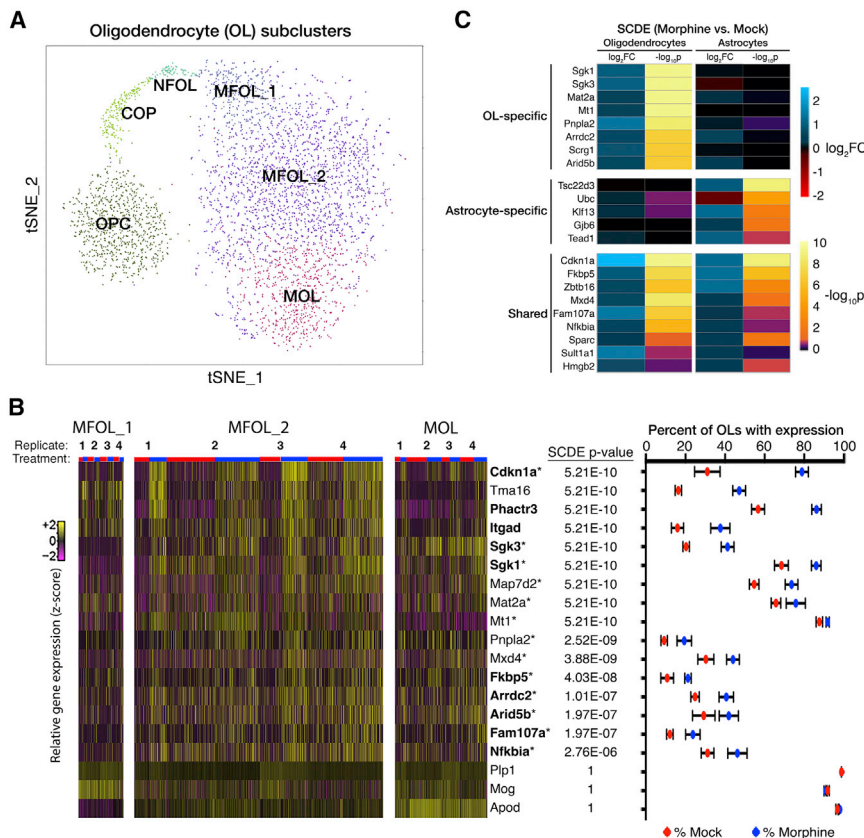 A
Oligodendrocyte (OL) subclusters
NFOL
MFOL_1
COP
MFOL_2
OPC
MOL
tSNE_2
tSNE_1
C
SCDE (Morphine vs. Mock)
Oligodendrocytes Astrocytes
log2FC -log10p log2FC -log10p
OL-specific
Sgk1
Sgk3
Mat2a
Mt1
Pnpla2
Arrdc2
Scrg1
Arid5b
Astrocyte-specific
Tsc22d3
Ubc
Klf13
Gjb6
Tead1
Shared
Cdkn1a
Fkbp5
Zbtb16
Mxd4
Fam107a
Nfkbia
Sparc
Sult1a1
Hmgb2
2
1
0
-1
-2
log2FC
10
8
6
4
2
0
-log10p
B
MFOL_1 MFOL_2 MOL
Replicate: 1 2 3 4 1 2 3 4 1 2 3 4
Treatment:
+2
0
−2
Relative gene expression (z-score)
SCDE p-value
Percent of OLs with expression
0 20 40 60 80 100
Cdkn1a* 5.21E-10
Tma16 5.21E-10
Phactr3 5.21E-10
Itgad 5.21E-10
Sgk3* 5.21E-10
Sgk1* 5.21E-10
Map7d2* 5.21E-10
Mat2a* 5.21E-10
Mt1* 5.21E-10
Pnpla2* 2.52E-09
Mxd4* 3.88E-09
Fkbp5* 4.03E-08
Arrdc2* 1.01E-07
Arid5b* 1.97E-07
Fam107a* 1.97E-07
Nfkbia* 2.76E-06
Plp1 1
Mog 1
Apod 1
% Mock % Morphine